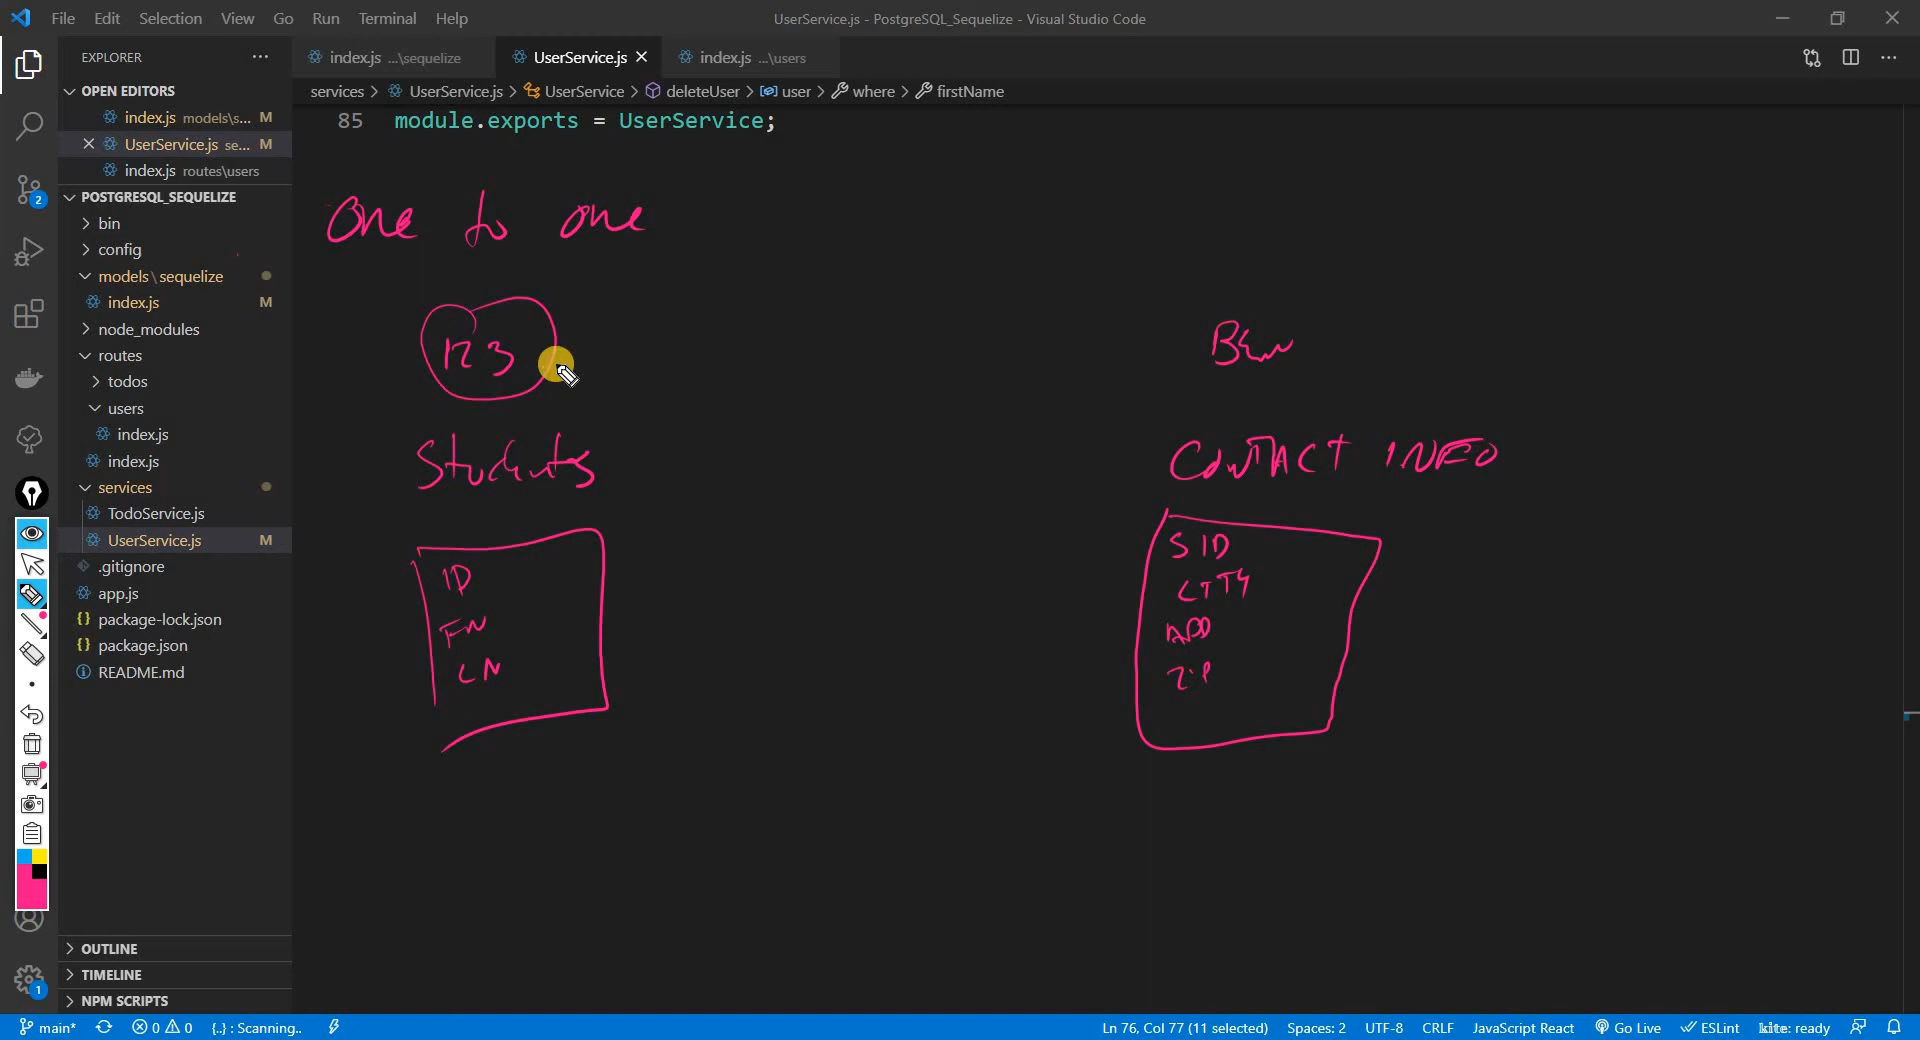 File Edit Selection View Go Run Terminal Help
UserService.js - PostgreSQL_Sequelize - Visual Studio Code
EXPLORER
OPEN EDITORS
index.js models\s... M
UserService.js se... M
index.js routes\users
POSTGRESQL_SEQUELIZE
bin
config
models\sequelize
index.js M
node_modules
routes
todos
users
index.js
index.js
services
TodoService.js
UserService.js M
.gitignore
app.js
package-lock.json
package.json
README.md
OUTLINE
TIMELINE
NPM SCRIPTS
index.js ...\sequelize
UserService.js
index.js ...\users
services > UserService.js > UserService > deleteUser > user > where > firstName
85 module.exports = UserService;
One to one
123
Students
ID
FN
LN
CONTACT INFO
SID
CITY
ADD
ZIP
2
1
main* 0 0 {..} : Scanning..
Ln 76, Col 77 (11 selected) Spaces: 2 UTF-8 CRLF JavaScript React Go Live ESLint kite: ready